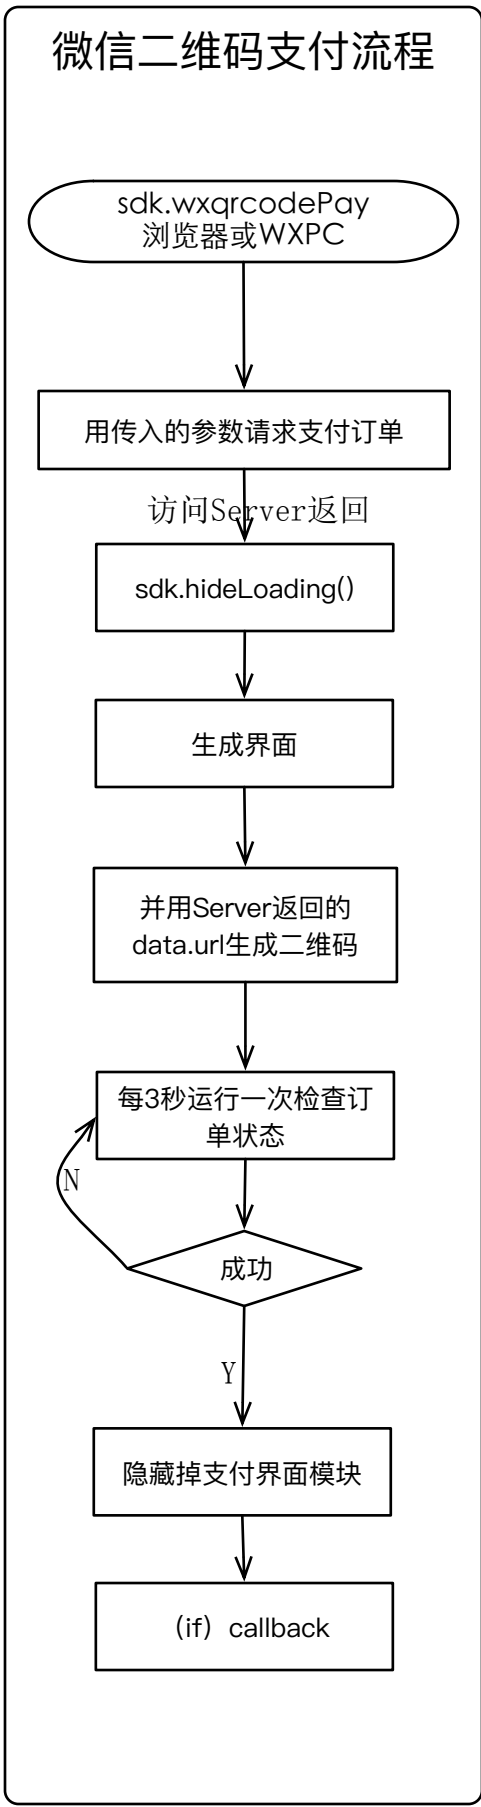 微信二维码支付流程
sdk.wxqrcodePay
浏览器或WXPC
用传入的参数请求支付订单
访问Server返回
sdk.hideLoading()
生成界面
并用Server返回的
data.url生成二维码
每3秒运行一次检查订
单状态
N
成功
Y
隐藏掉支付界面模块
（if）callback